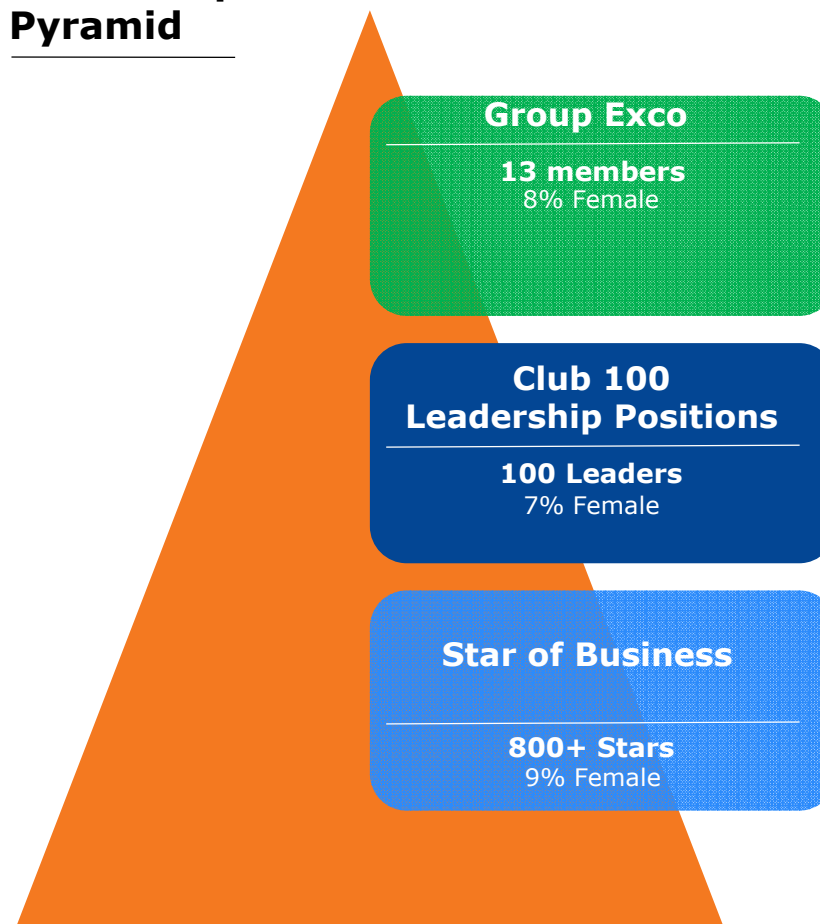 Pyramid
Group Exco
13 members
8% Female
Club 100
Leadership Positions
100 Leaders
7% Female
Star of Business
800+ Stars
9% Female